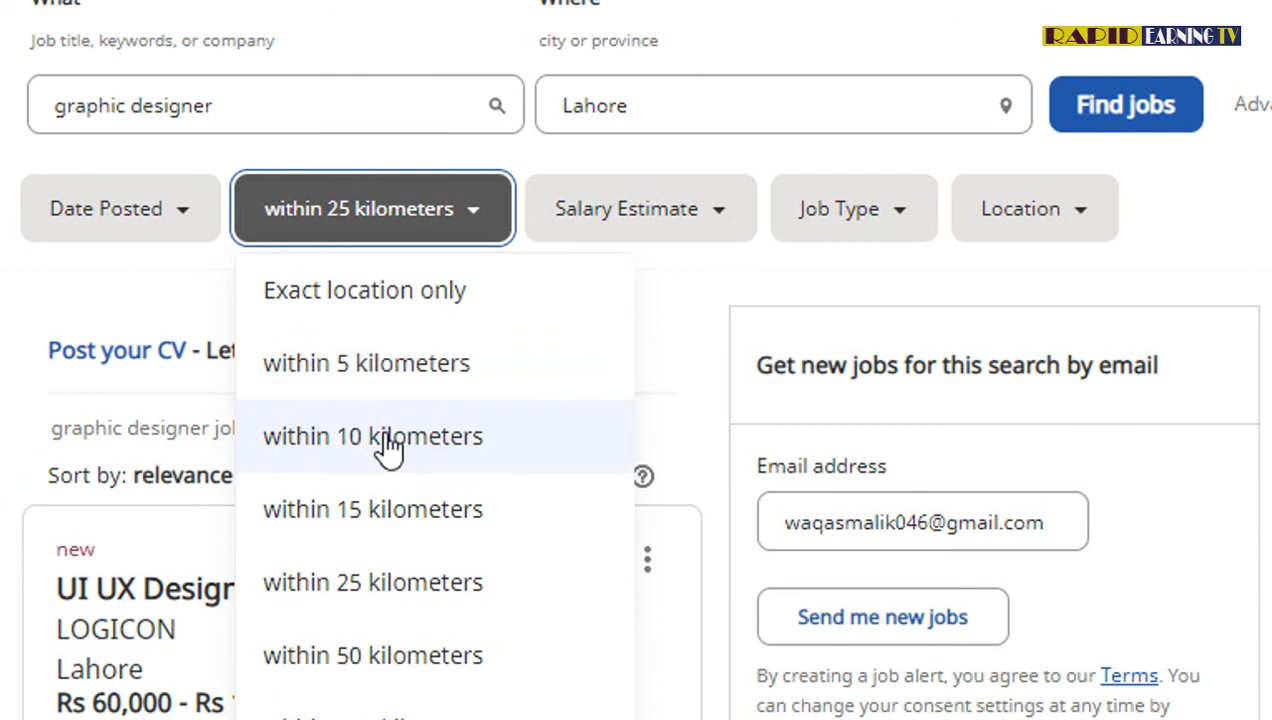 What
Where
Job title, keywords, or company
city or province
RAPID EARNING TV
graphic designer
Lahore
Find jobs
Date Posted
within 25 kilometers
Salary Estimate
Job Type
Location
Exact location only
within 5 kilometers
within 10 kilometers
within 15 kilometers
within 25 kilometers
within 50 kilometers
Post your CV - Let
graphic designer jo
Sort by: relevance
new
UI UX Design
LOGICON
Lahore
Rs 60,000 - Rs
Get new jobs for this search by email
Email address
waqasmalik046@gmail.com
Send me new jobs
By creating a job alert, you agree to our Terms. You
can change your consent settings at any time by